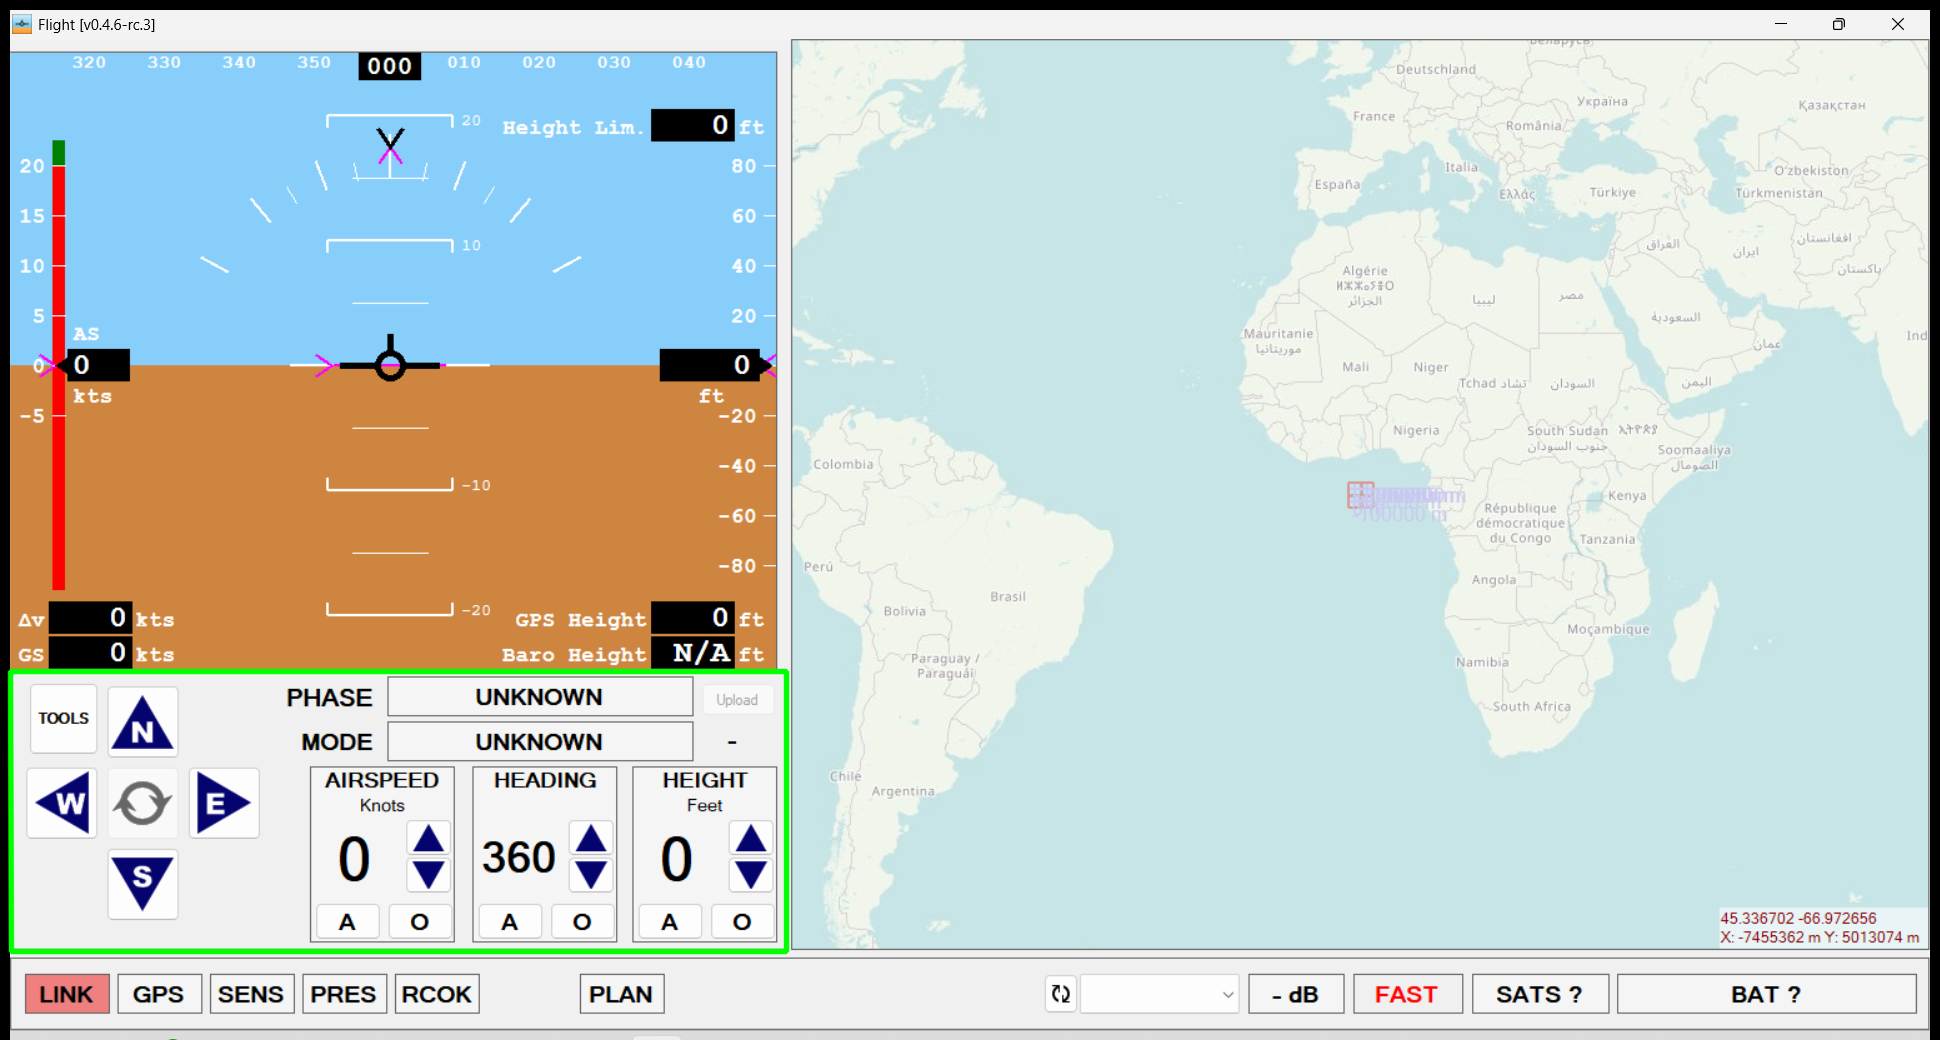 Flight [v0.4.6-rc.3]
320 330 340 350 000 010 020 030 040
20
Height Lim. 0 ft
20 80
15 60
10
10 40
5 20
AS
0 0 0
kts ft
-5 -20
-40
-10
-60
-80
-20
Δv 0 kts GPS Height 0 ft
GS 0 kts Baro Height N/A ft
TOOLS
N
W
E
S
PHASE UNKNOWN Upload
MODE UNKNOWN -
AIRSPEED HEADING HEIGHT
Knots Feet
0 360 0
A O A O A O
Беларусь
Deutschland
Україна
Қазақстан
France
România
Italia
O'zbekiston
España
Ελλάς
Türkiye
Türkmenistan
العراق
ایران
افغانستان
پاکستان
Algérie
ⵍⵣⵣⴰⵢⴻⵔ
الجزائر
ليبيا
مصر
السعودية
Mauritanie
موريتانيا
عمان
Ind
Mali
Niger
Tchad تشاد
السودان
اليمن
Nigeria
South Sudan
جنوب السودان
ኢትዮጵያ
Soomaaliya
الصومال
Colombia
100000 m
Kenya
République
démocratique
du Congo
Tanzania
Perú
Angola
Brasil
Bolivia
Moçambique
Paraguay /
Paraguái
Namibia
South Africa
Chile
Argentina
45.336702 -66.972656
X: -7455362 m Y: 5013074 m
LINK GPS SENS PRES RCOK PLAN - dB FAST SATS ? BAT ?